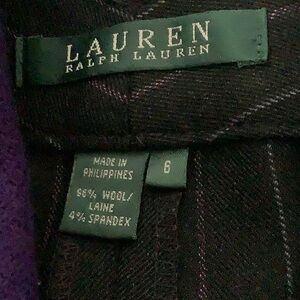 LAUREN
RALPH LAUREN
MADE IN
PHILIPPINES
96% WOOL/
LAINE
4% SPANDEX
6